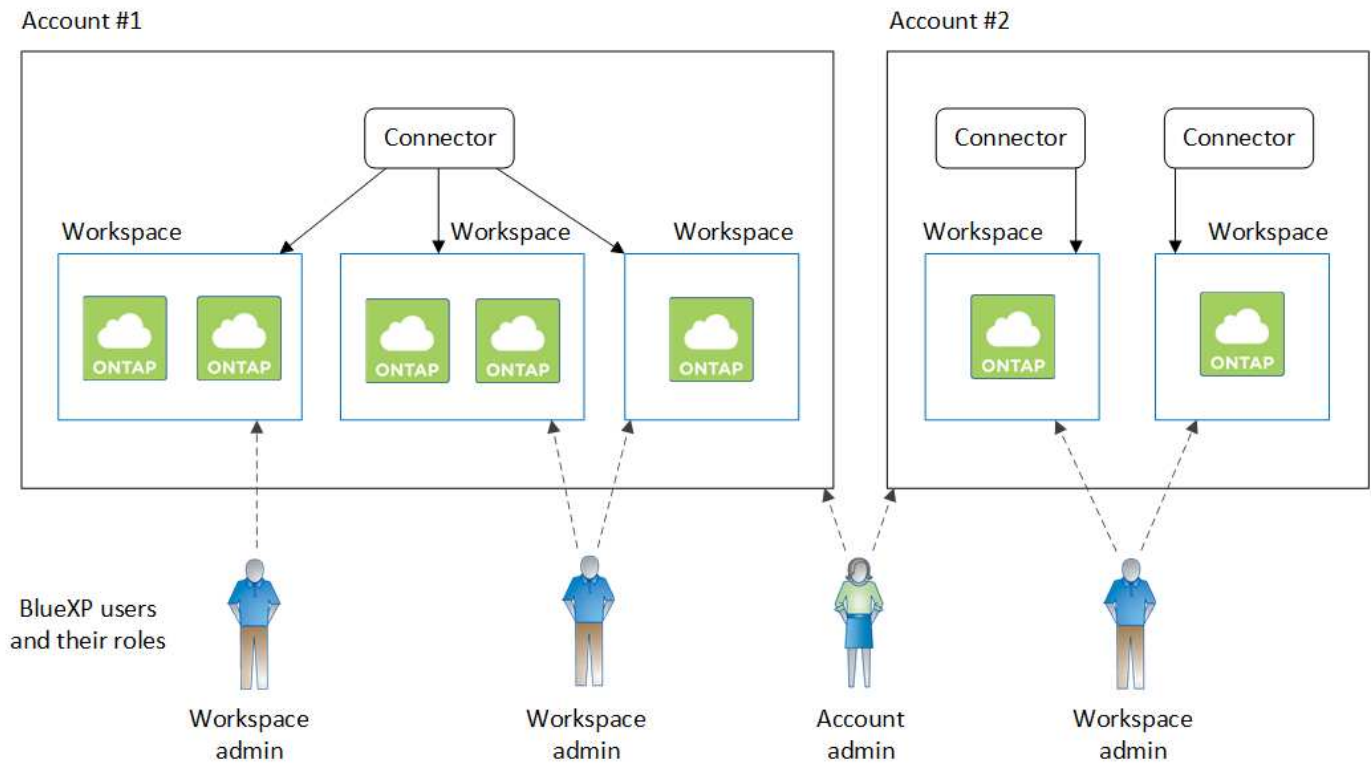 Account #1
Account #2
Connector
Connector
Connector
Workspace
Workspace
Workspace
Workspace
Workspace
ONTAP
ONTAP
ONTAP
ONTAP
ONTAP
ONTAP
ONTAP
BlueXP users
and their roles
Workspace
admin
Workspace
admin
Account
admin
Workspace
admin